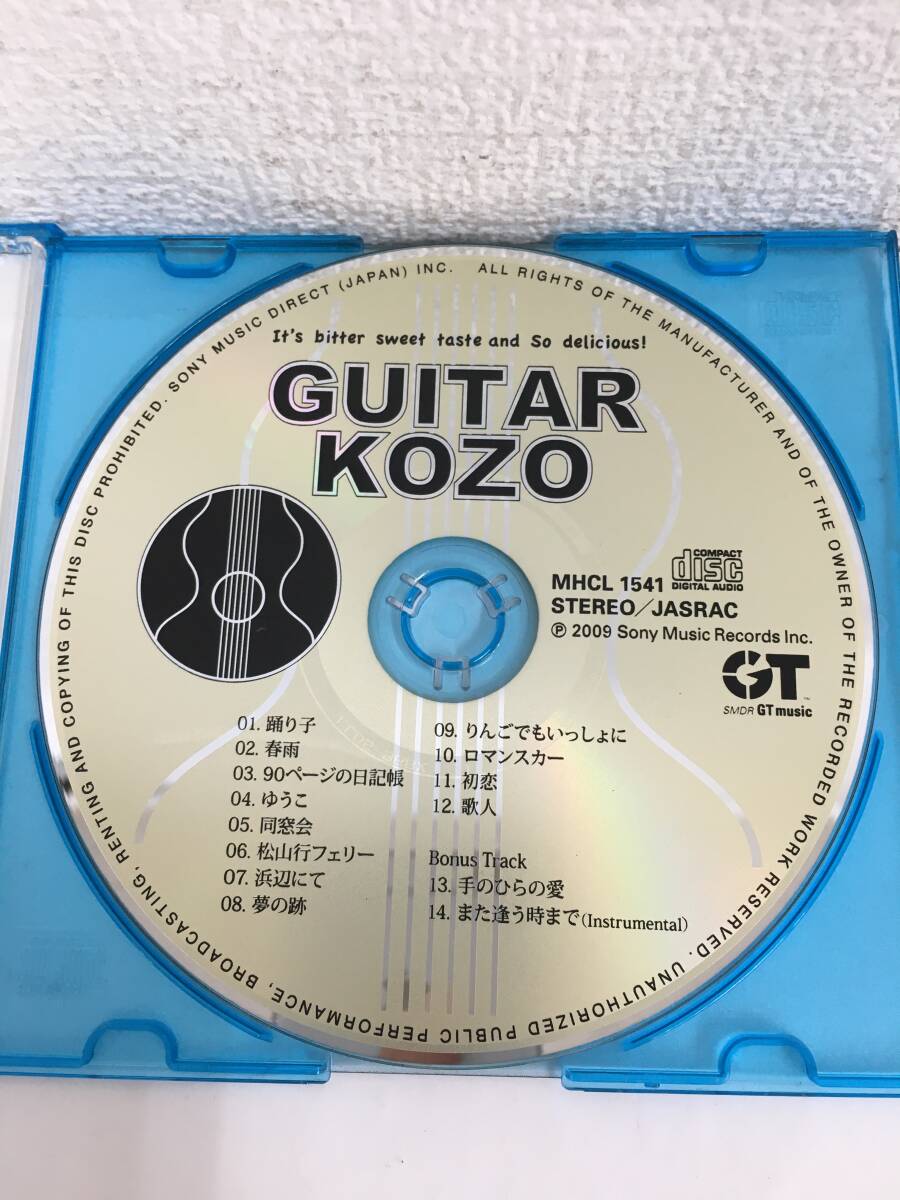 SONY MUSIC DIRECT (JAPAN) INC. ALL RIGHTS OF THE MANUFACTURER AND OF THE OWNER OF THE RECORDED WORK RESERVED. UNAUTHORIZED PUBLIC PERFORMANCE, BROADCASTING, RENTING AND COPYING OF THIS DISC PROHIBITED.
It's bitter sweet taste and So delicious!
GUITAR
KOZO
MHCL 1541
COMPACT
disc
DIGITAL AUDIO
STEREO/JASRAC
Ⓟ 2009 Sony Music Records Inc.
GT
SMDR GT music
01. 踊り子
02. 春雨
03. 90ページの日記帳
04. ゆうこ
05. 同窓会
06. 松山行フェリー
07. 浜辺にて
08. 夢の跡
09. りんごでもいっしょに
10. ロマンスカー
11. 初恋
12. 歌人
Bonus Track
13. 手のひらの愛
14. また逢う時まで(Instrumental)